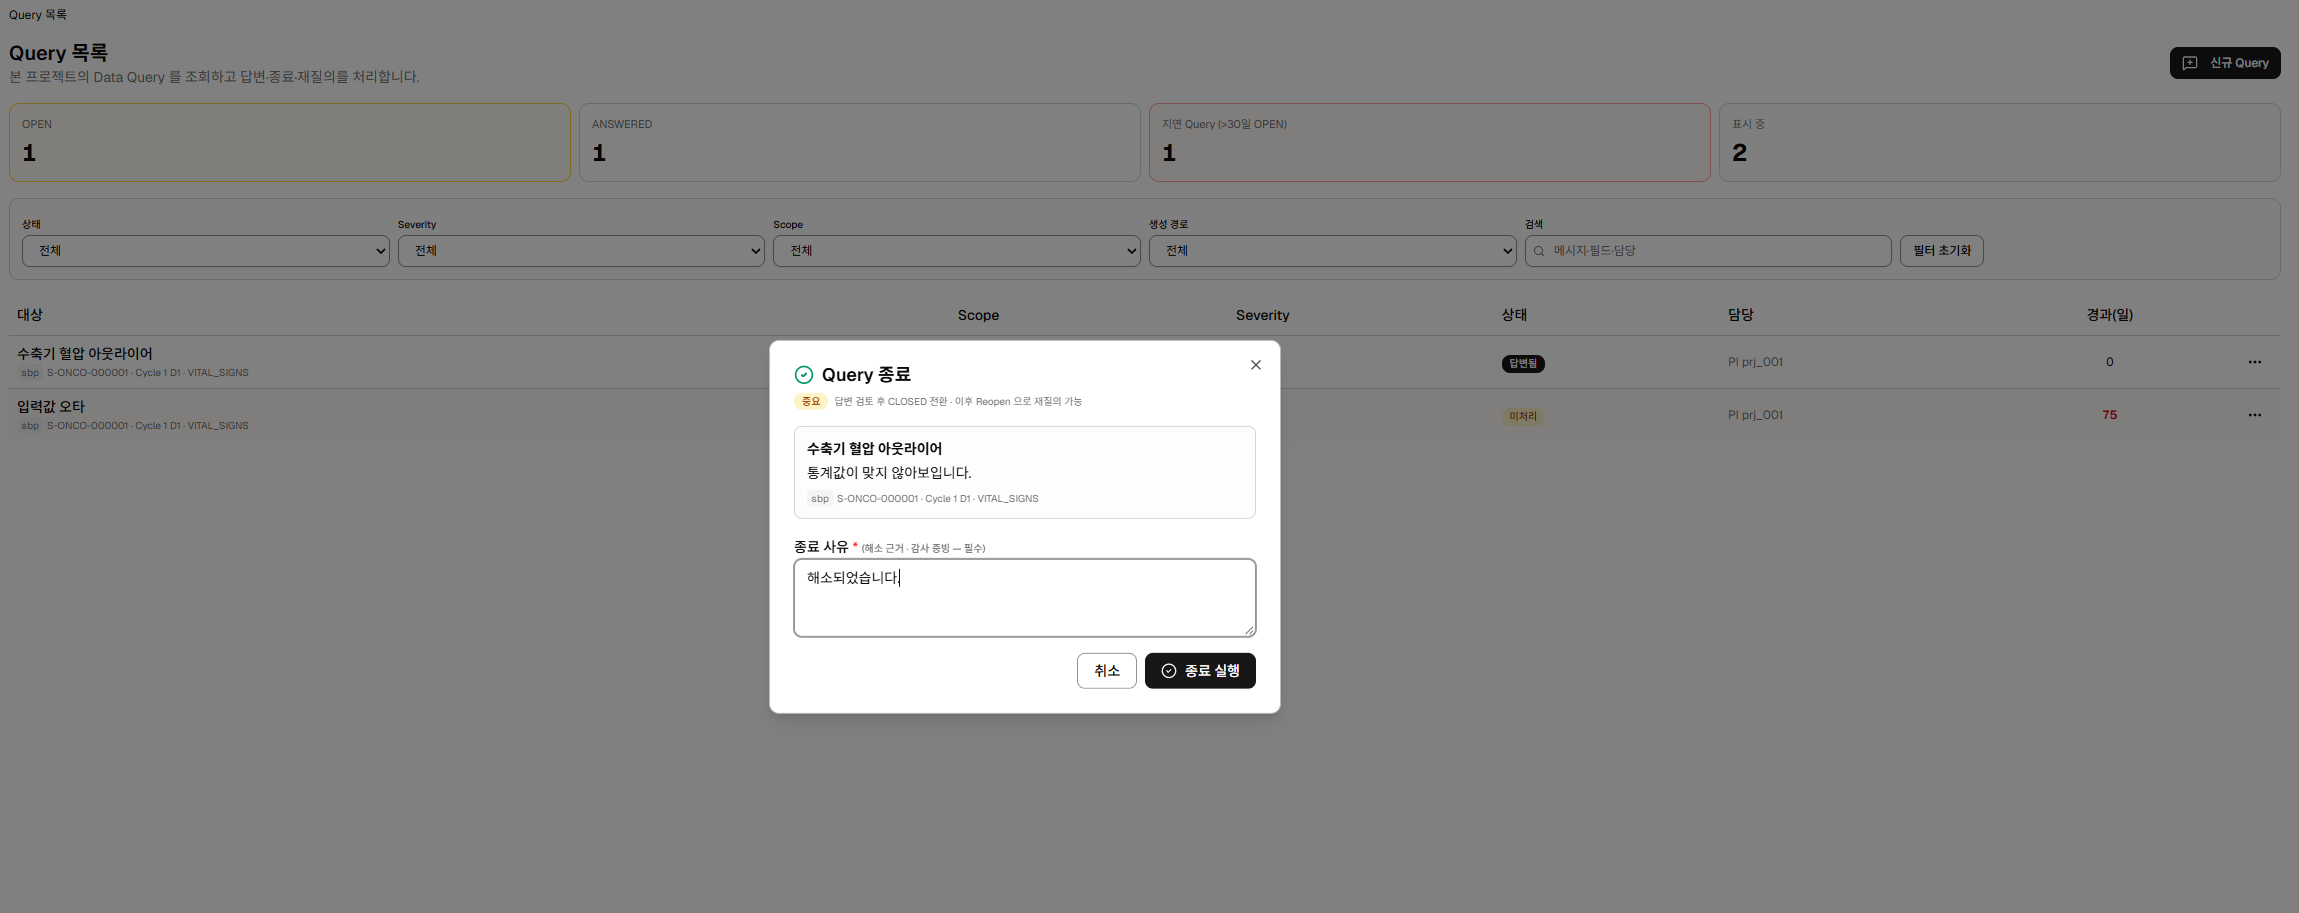 Query 목록
Query 목록
본 프로젝트의 Data Query 를 조회하고 답변·종료·재질의를 처리합니다.
신규 Query
OPEN
1
ANSWERED
1
지연 Query (>30일 OPEN)
1
표시 중
2
상태
전체
Severity
전체
Scope
전체
생성 경로
전체
검색
메시지·필드·담당
필터 초기화
대상 Scope Severity 상태 담당 경과(일)
수축기 혈압 아웃라이어
sbp S-ONCO-000001 · Cycle 1 D1 · VITAL_SIGNS
답변됨 PI prj_001 0
입력값 오타
sbp S-ONCO-000001 · Cycle 1 D1 · VITAL_SIGNS
미처리 PI prj_001 75
Query 종료
중요 답변 검토 후 CLOSED 전환 · 이후 Reopen 으로 재질의 가능
수축기 혈압 아웃라이어
통계값이 맞지 않아보입니다.
sbp S-ONCO-000001 · Cycle 1 D1 · VITAL_SIGNS
종료 사유 * (해소 근거 · 감사 증빙 — 필수)
해소되었습니다.
취소
종료 실행